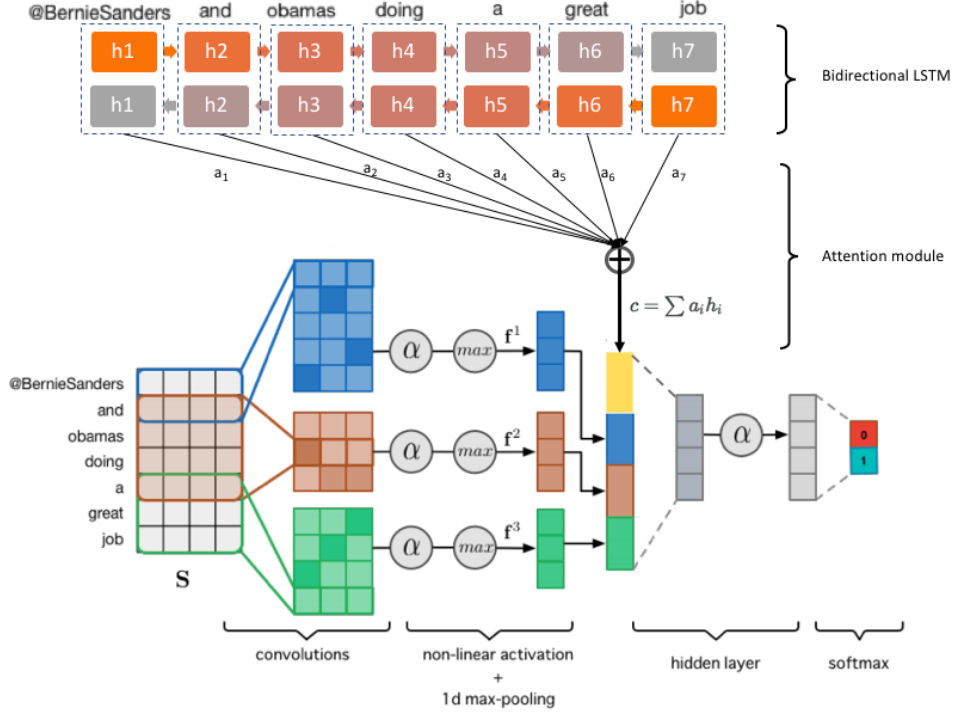 @BernieSanders and obamas doing a great job
h1 h2 h3 h4 h5 h6 h7
Bidirectional LSTM
h1 h2 h3 h4 h5 h6 h7
a1 a2 a3 a4 a5 a6 a7
Attention module
c = ∑ aᵢhᵢ
α max f¹
@BernieSanders
and
obamas
doing
a
great
job
S
α max f²
α
0
1
α max f³
convolutions
non-linear activation
+
1d max-pooling
hidden layer
softmax